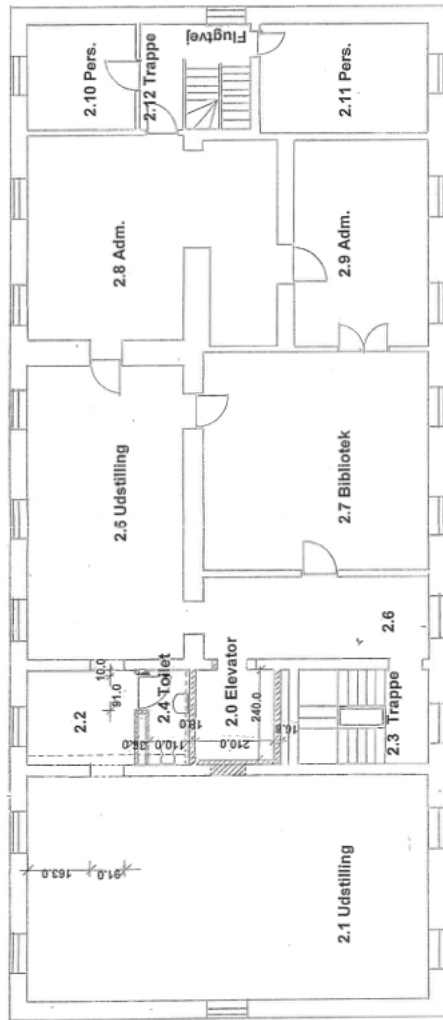 2.10 Pers.
2.12 Trappe
Flugtvej
2.11 Pers.
2.8 Adm.
2.9 Adm.
2.5 Udstilling
2.7 Bibliotek
10.0
91.0
2.2
2.4 Toilet
18.0
110.0
2.0 Elevator
240.0
210.0
2.6
2.3 Trappe
163.0
91.0
2.1 Udstilling